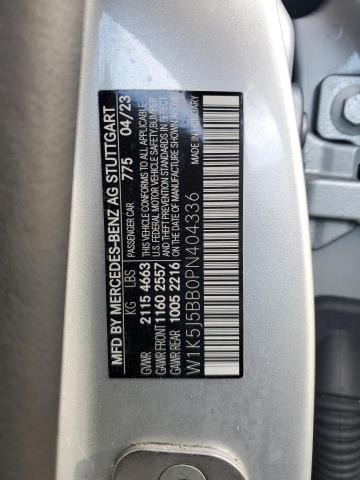 MFD BY MERCEDES-BENZ AG STUTTGART
PASSENGER CAR 775 04/23
KG LBS
GVWR 2115 4663
GAWR FRONT 1160 2557
GAWR REAR 1005 2216
THIS VEHICLE CONFORMS TO ALL APPLICABLE
U.S. FEDERAL MOTOR VEHICLE SAFETY, BUMPER
AND THEFT PREVENTION STANDARDS IN EFFECT
ON THE DATE OF MANUFACTURE SHOWN ABOVE.
MADE IN HUNGARY
W1K5J5BB0PN404336